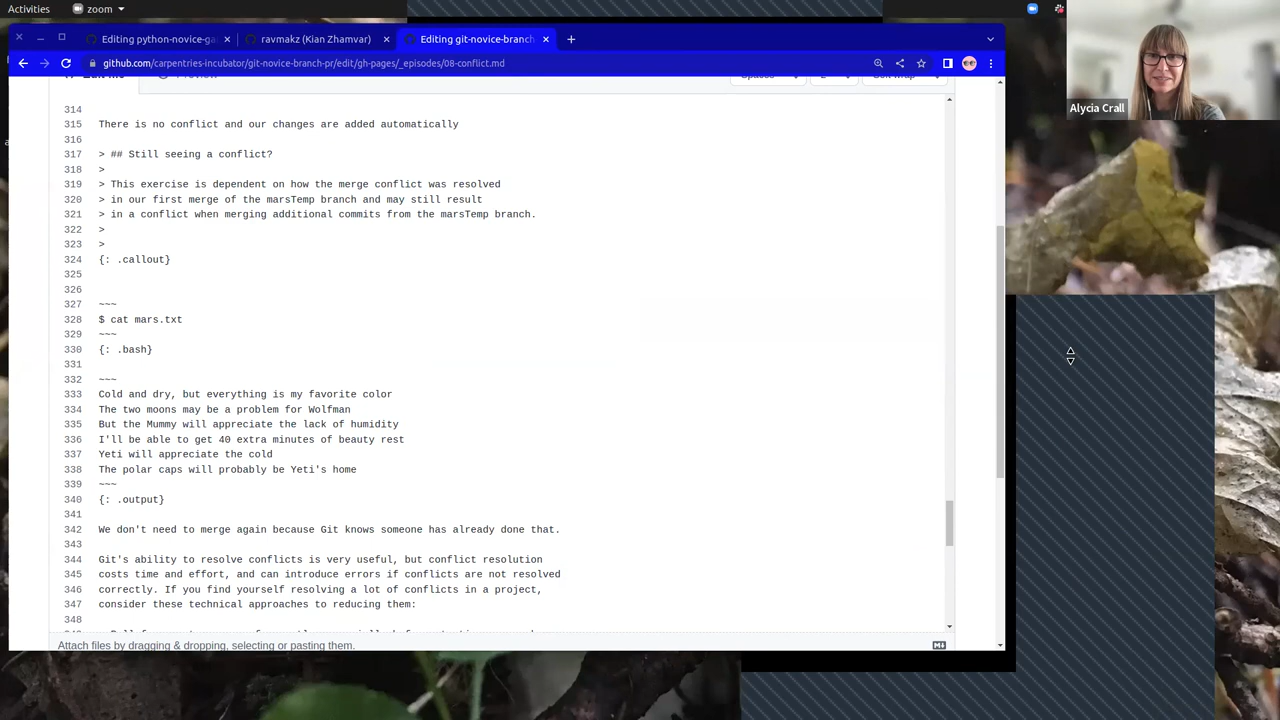 Activities
zoom
Editing python-novice-ga
ravmakz (Kian Zhamvar)
Editing git-novice-branch
github.com/carpentries-incubator/git-novice-branch-pr/edit/gh-pages/_episodes/08-conflict.md
Alycia Crall
314
315 There is no conflict and our changes are added automatically
316
317 > ## Still seeing a conflict?
318 >
319 > This exercise is dependent on how the merge conflict was resolved
320 > in our first merge of the marsTemp branch and may still result
321 > in a conflict when merging additional commits from the marsTemp branch.
322 >
323 >
324 {: .callout}
325
326
327 ~~~
328 $ cat mars.txt
329 ~~~
330 {: .bash}
331
332 ~~~
333 Cold and dry, but everything is my favorite color
334 The two moons may be a problem for Wolfman
335 But the Mummy will appreciate the lack of humidity
336 I'll be able to get 40 extra minutes of beauty rest
337 Yeti will appreciate the cold
338 The polar caps will probably be Yeti's home
339 ~~~
340 {: .output}
341
342 We don't need to merge again because Git knows someone has already done that.
343
344 Git's ability to resolve conflicts is very useful, but conflict resolution
345 costs time and effort, and can introduce errors if conflicts are not resolved
346 correctly. If you find yourself resolving a lot of conflicts in a project,
347 consider these technical approaches to reducing them:
348
Attach files by dragging & dropping, selecting or pasting them.